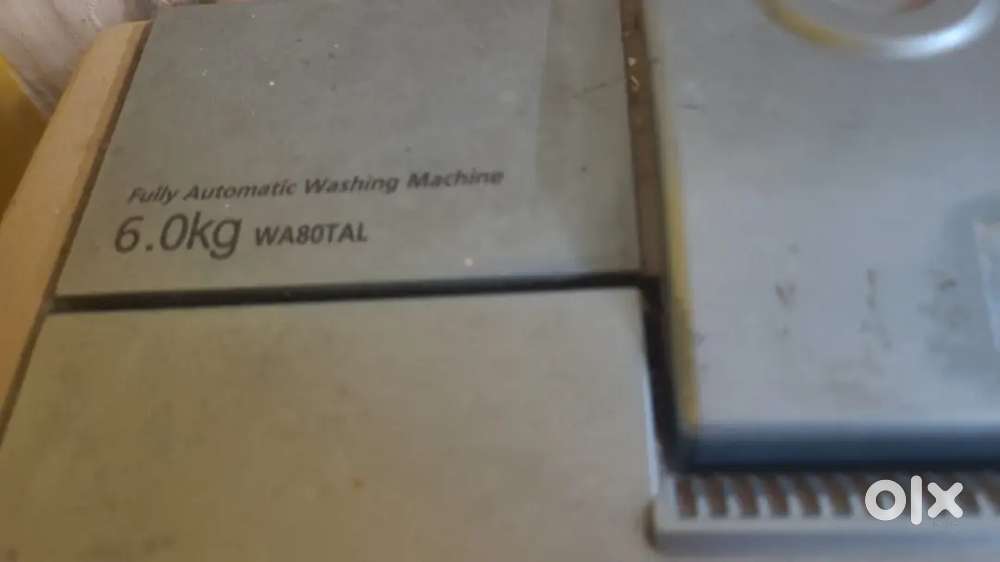 Fully Automatic Washing Machine
6.0kg WA80TAL
olx